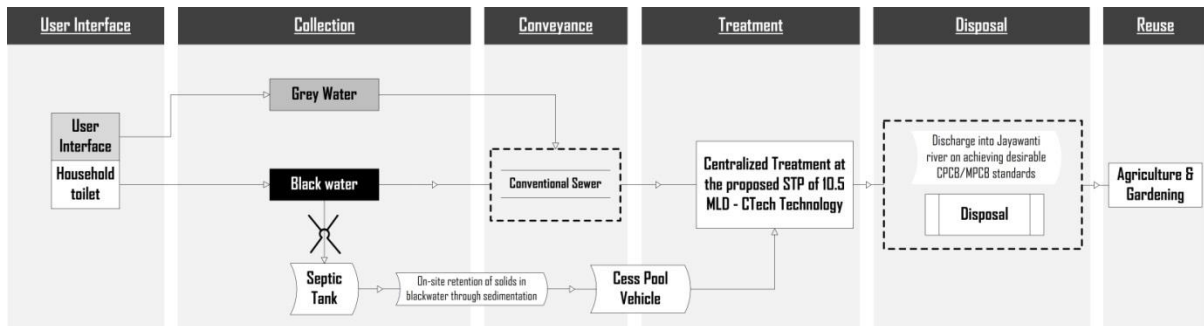 User Interface
Collection
Conveyance
Treatment
Disposal
Reuse
Grey Water
User
Interface
Household
toilet
Black water
Conventional Sewer
Centralized Treatment at
the proposed STP of 10.5
MLD - CTech Technology
Discharge into Jayawanti
river on achieving desirable
CPCB/MPCB standards
Disposal
Agriculture &
Gardening
Septic
Tank
On-site retention of solids in
blackwater through sedimentation
Cess Pool
Vehicle